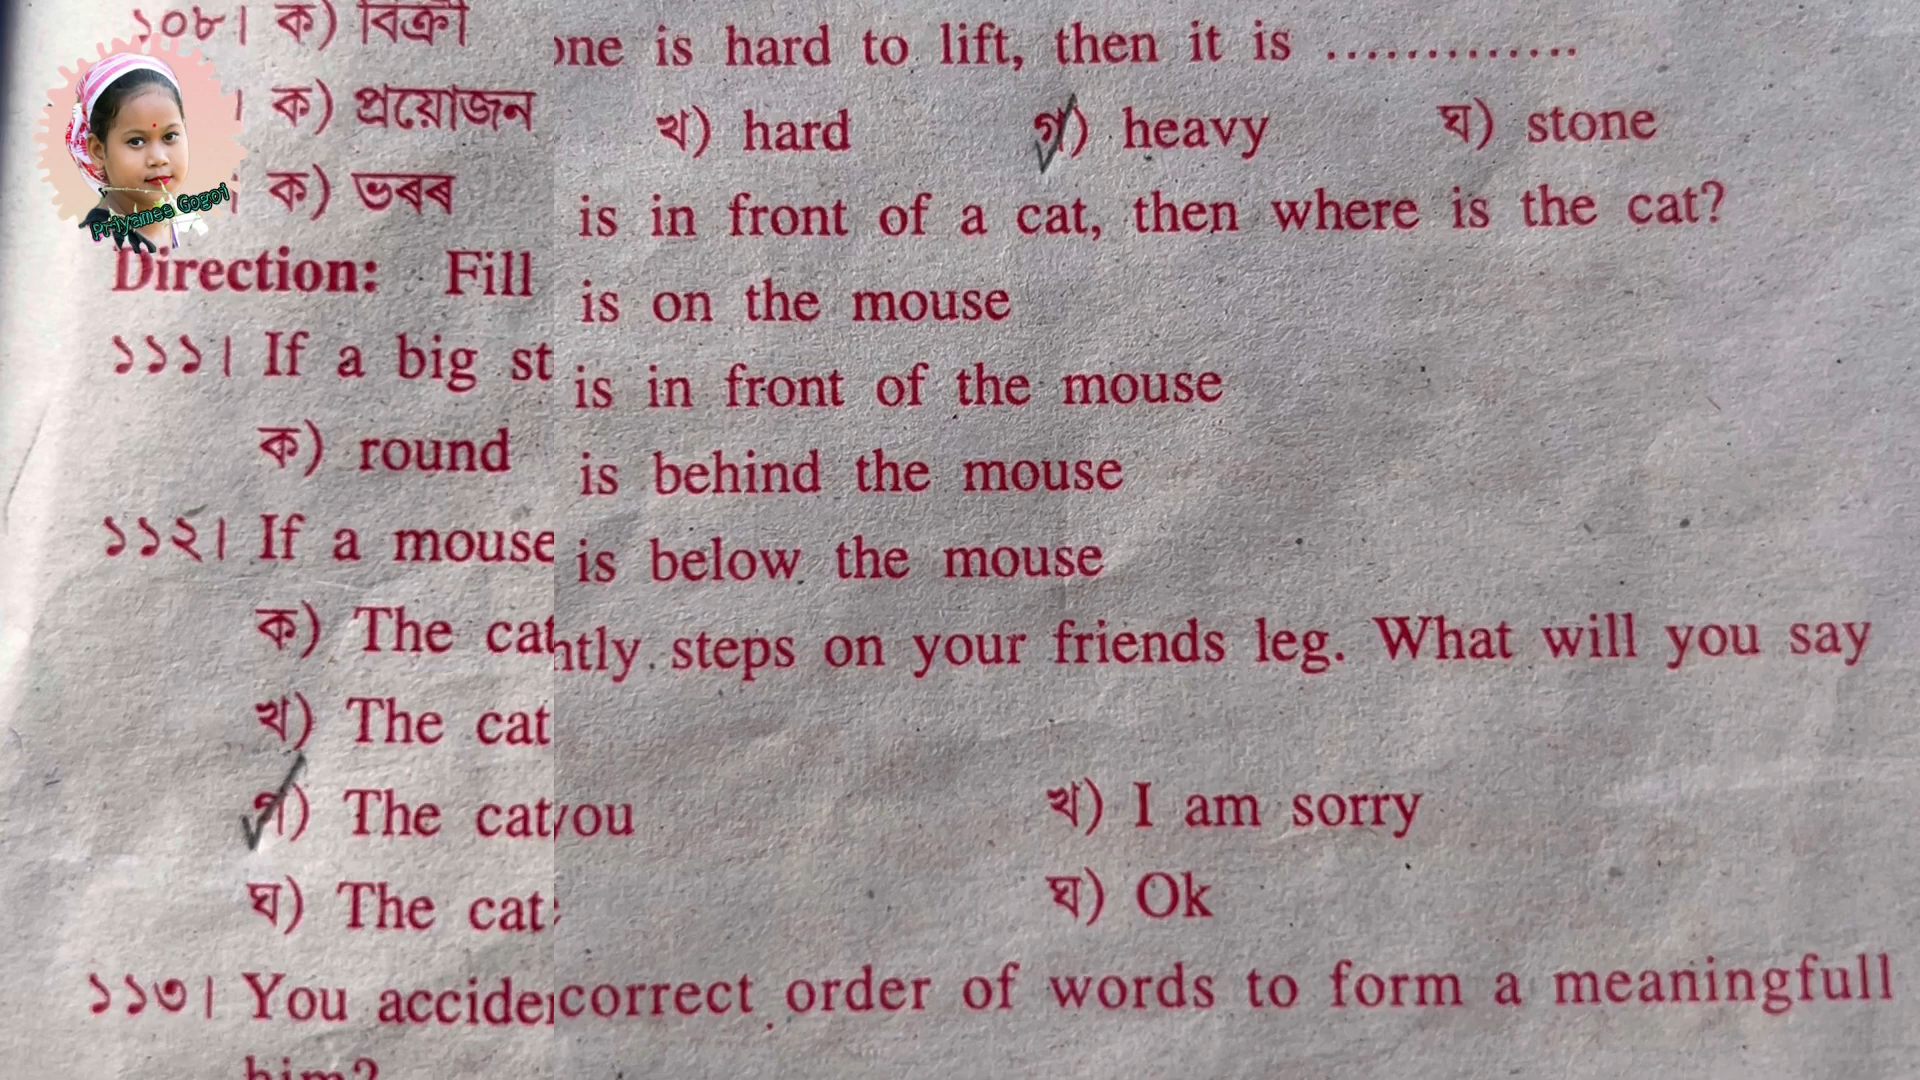 ১০৮। ক) বিক্ৰী
। ক) প্ৰয়োজন
। ক) ভৰৰ
Priyamee Gogoi
Direction: Fill
১১১। If a big st
ক) round
১১২। If a mouse
ক) The cat
খ) The cat
গ) The cat
ঘ) The cat
১১৩। You acciden
him?
one is hard to lift, then it is .............
খ) hard গ) heavy ঘ) stone
is in front of a cat, then where is the cat?
is on the mouse
is in front of the mouse
is behind the mouse
is below the mouse
ntly steps on your friends leg. What will you say
you খ) I am sorry
ঘ) Ok
correct order of words to form a meaningfull